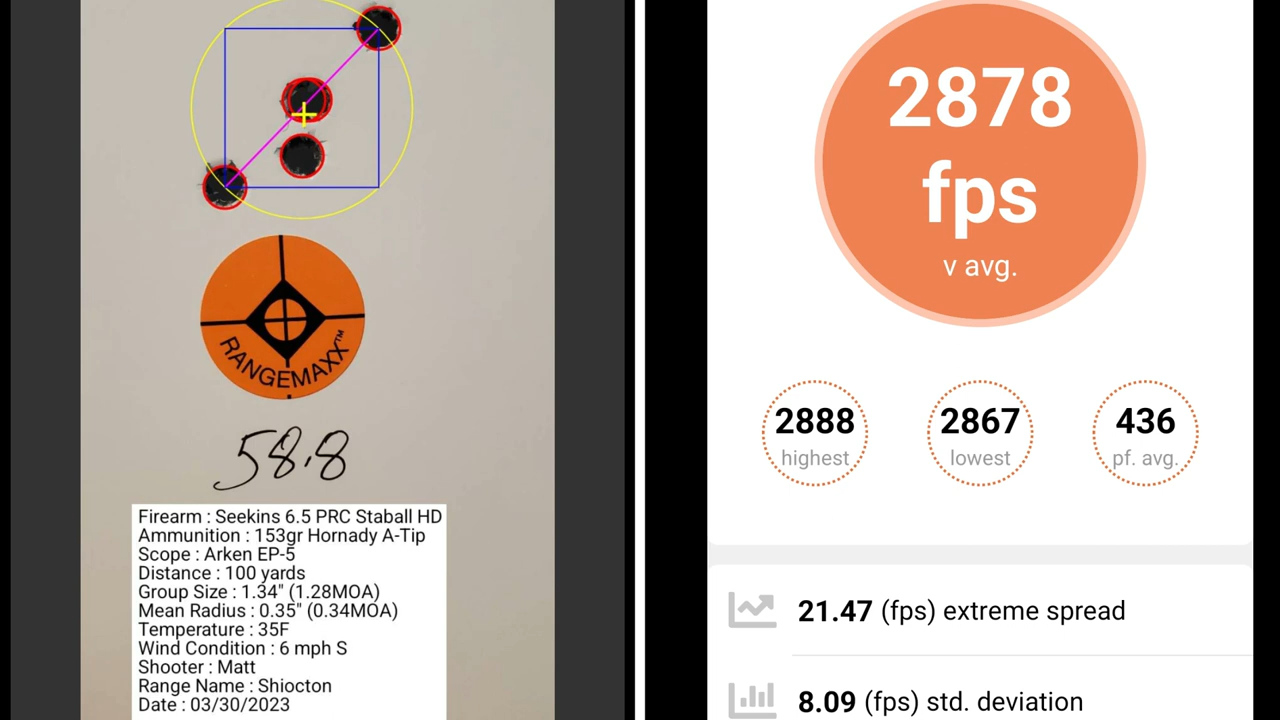 RANGEMAXX™
58.8
Firearm : Seekins 6.5 PRC Staball HD
Ammunition : 153gr Hornady A-Tip
Scope : Arken EP-5
Distance : 100 yards
Group Size : 1.34" (1.28MOA)
Mean Radius : 0.35" (0.34MOA)
Temperature : 35F
Wind Condition : 6 mph S
Shooter : Matt
Range Name : Shiocton
Date : 03/30/2023
2878
fps
v avg.
2888
highest
2867
lowest
436
pf. avg.
21.47 (fps) extreme spread
8.09 (fps) std. deviation